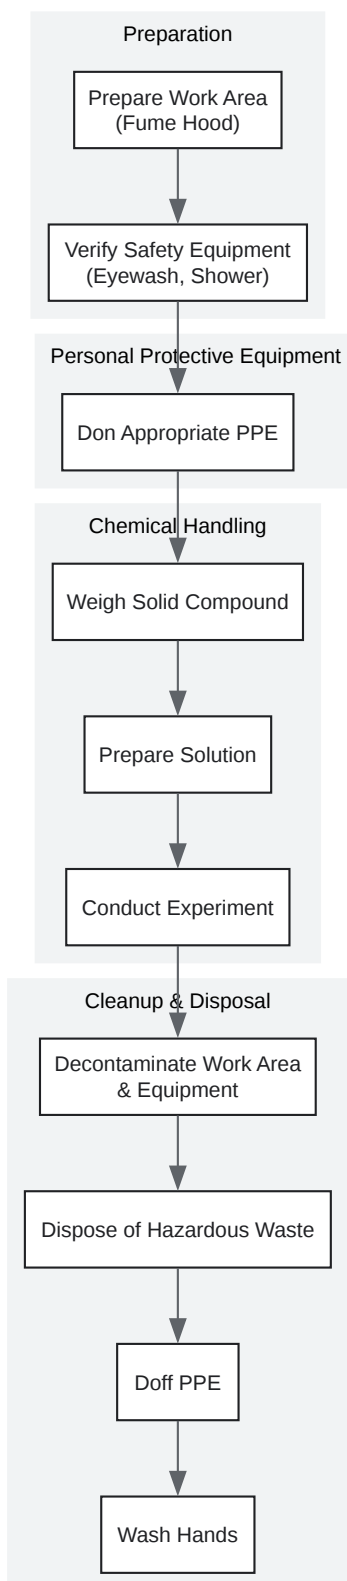 Preparation
Prepare Work Area
(Fume Hood)
Verify Safety Equipment
(Eyewash, Shower)
Personal Protective Equipment
Don Appropriate PPE
Chemical Handling
Weigh Solid Compound
Prepare Solution
Conduct Experiment
Cleanup & Disposal
Decontaminate Work Area
& Equipment
Dispose of Hazardous Waste
Doff PPE
Wash Hands